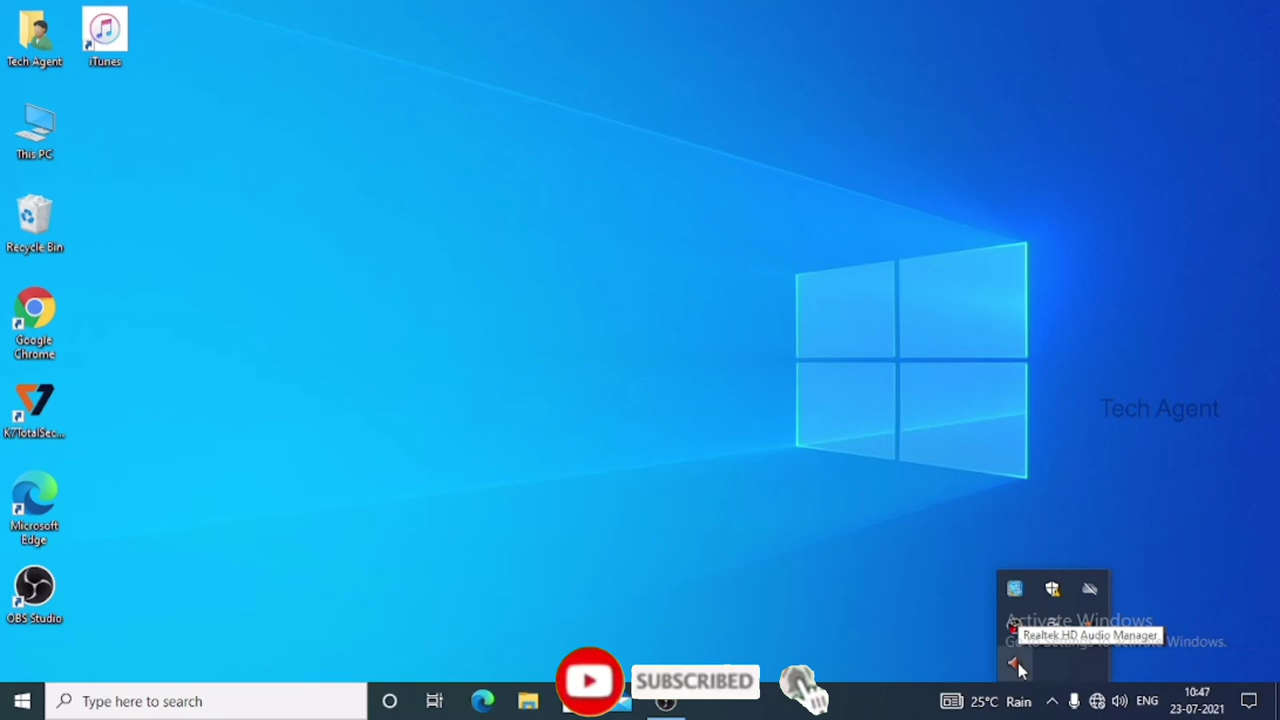 Tech Agent
iTunes
This PC
Recycle Bin
Google
Chrome
K7TotalSec...
Microsoft
Edge
OBS Studio
Tech Agent
Activate Windows
Go to Settings to activate Windows.
Realtek HD Audio Manager
SUBSCRIBED
Type here to search
25°C Rain
ENG
10:47
23-07-2021